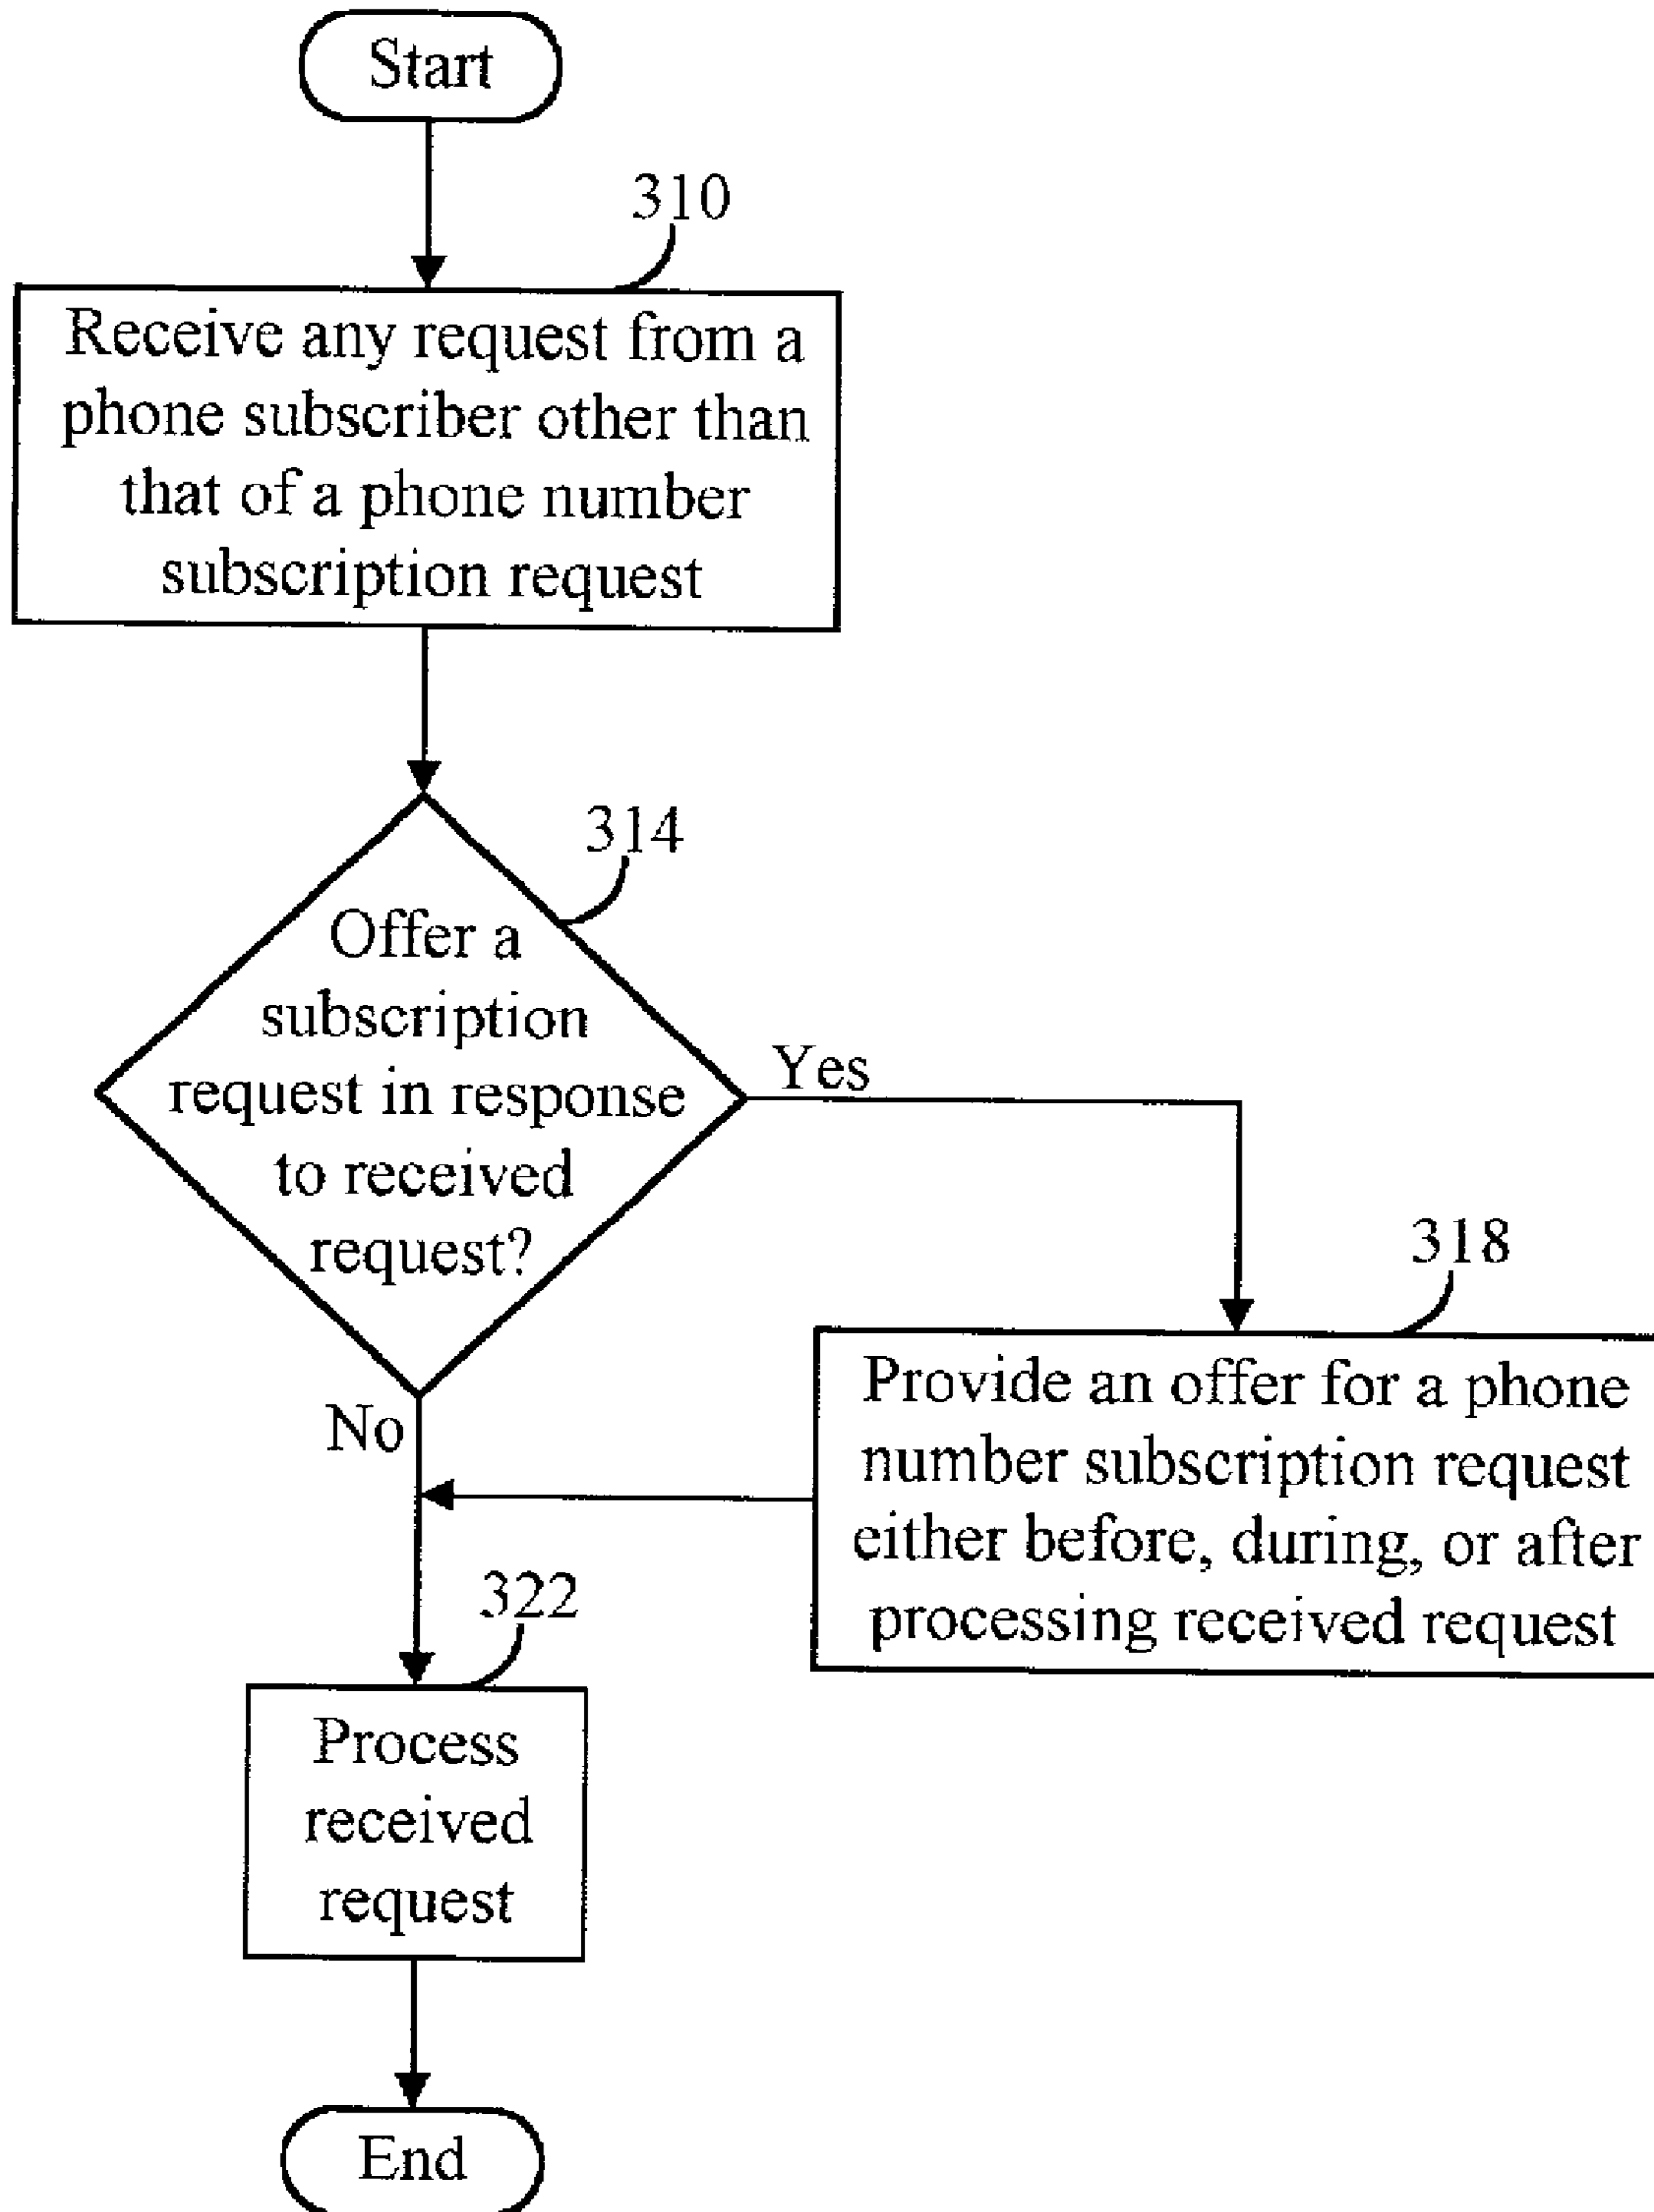 Start
310
Receive any request from a
phone subscriber other than
that of a phone number
subscription request
314
Offer a
subscription
request in response
to received
request?
Yes
No
318
Provide an offer for a phone
number subscription request
either before, during, or after
processing received request
322
Process
received
request
End